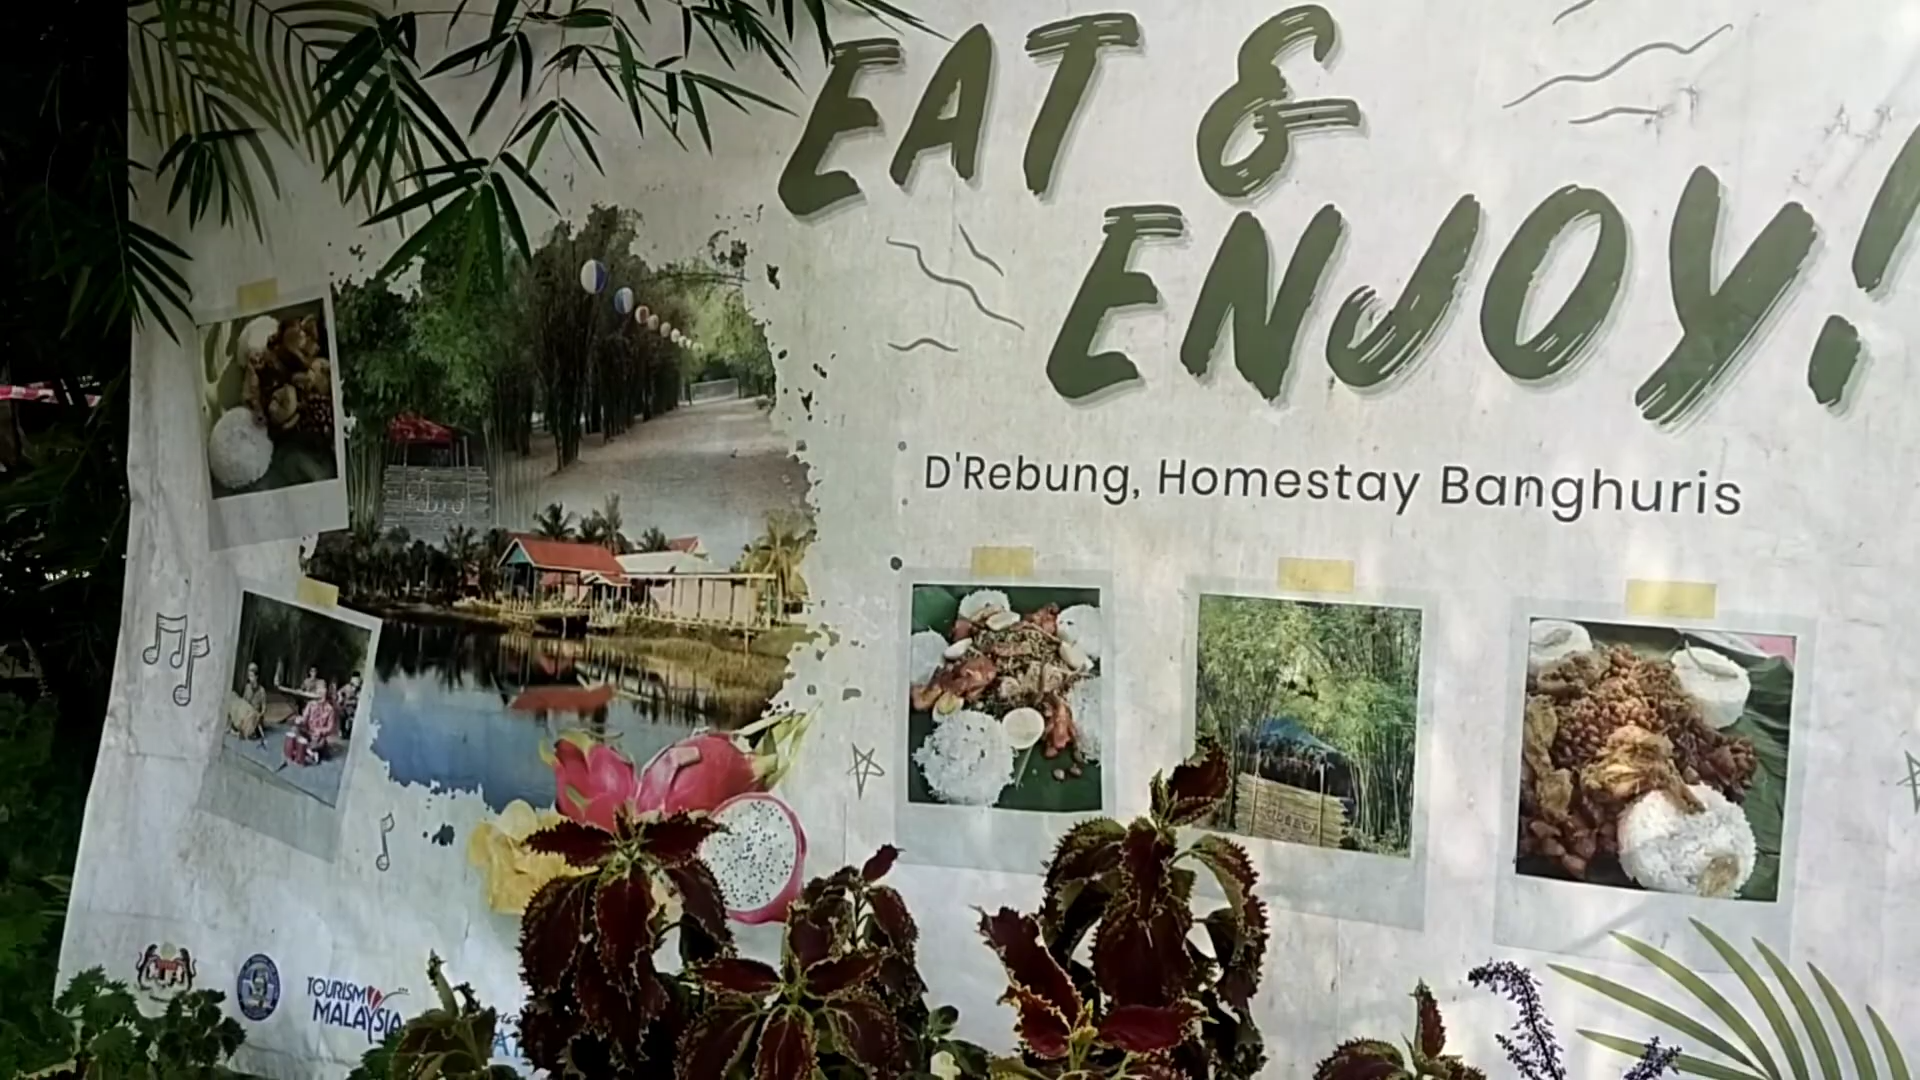 EAT &
ENJOY!
D'Rebung, Homestay Banghuris
TOURISM
MALAYSIA